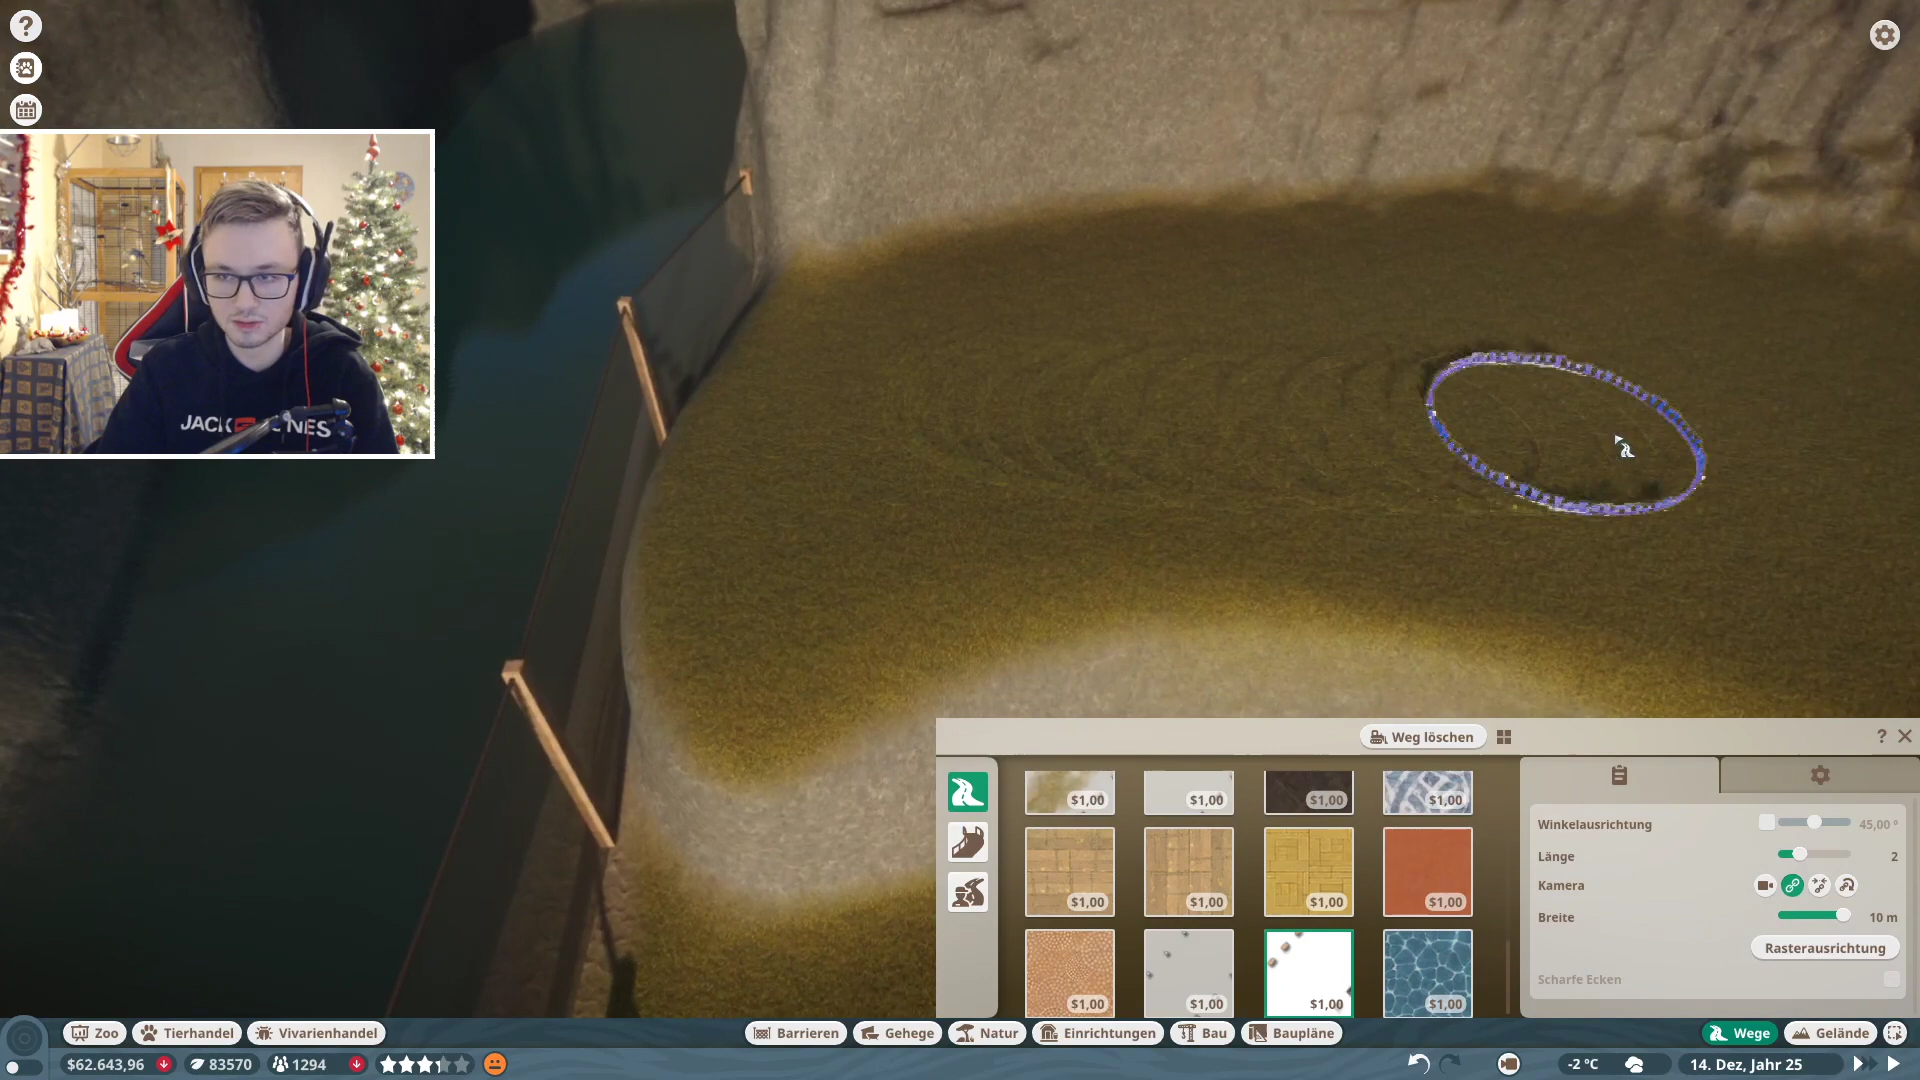 ?
JACK & JONES
Weg löschen
?
$1,00
$1,00
$1,00
$1,00
$1,00
$1,00
$1,00
$1,00
$1,00
$1,00
$1,00
$1,00
Winkelausrichtung
45,00 °
Länge
2
Kamera
Breite
10 m
Rasterausrichtung
Scharfe Ecken
Zoo
Tierhandel
Vivarienhandel
Barrieren
Gehege
Natur
Einrichtungen
Bau
Baupläne
Wege
Gelände
$62.643,96
83570
1294
-2 °C
14. Dez, Jahr 25